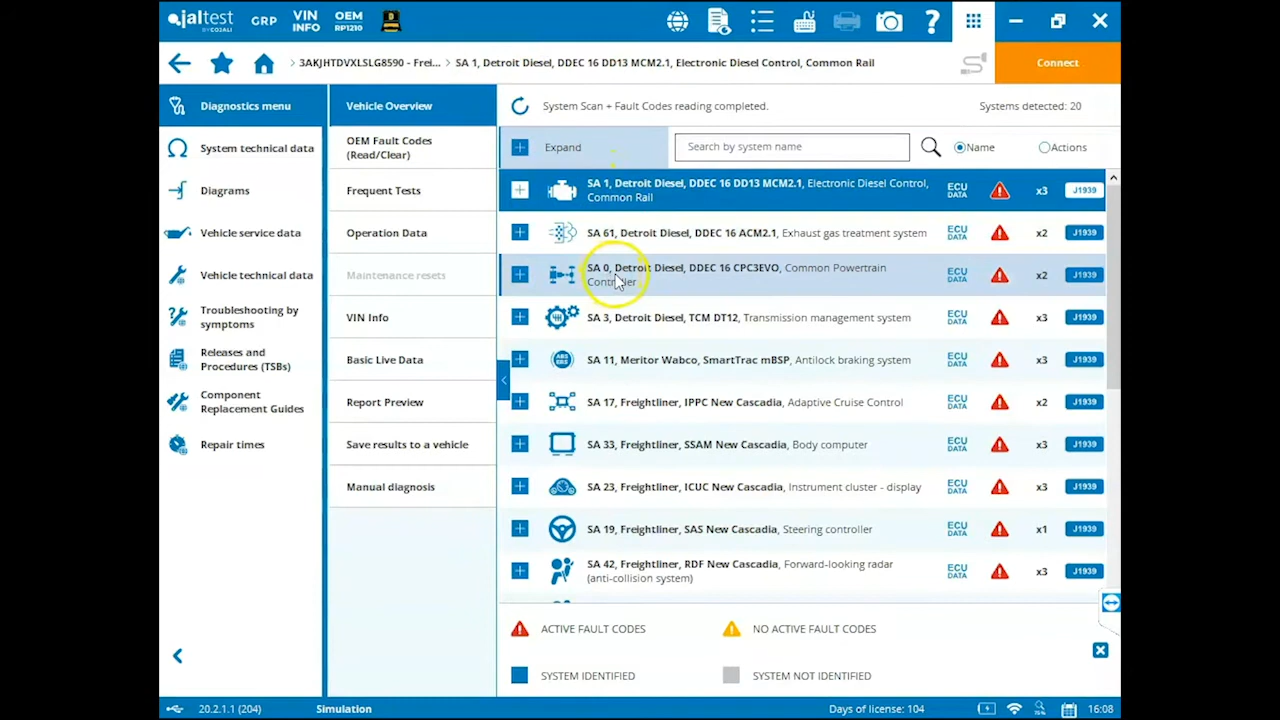 jaltest
BY COJALI
GRP
VIN
INFO
OEM
RP1210
3AKJHTDVXLSLG8590 - Frei... > SA 1, Detroit Diesel, DDEC 16 DD13 MCM2.1, Electronic Diesel Control, Common Rail
Connect
Diagnostics menu
System technical data
Diagrams
Vehicle service data
Vehicle technical data
Troubleshooting by
symptoms
Releases and
Procedures (TSBs)
Component
Replacement Guides
Repair times
Vehicle Overview
OEM Fault Codes
(Read/Clear)
Frequent Tests
Operation Data
Maintenance resets
VIN Info
Basic Live Data
Report Preview
Save results to a vehicle
Manual diagnosis
System Scan + Fault Codes reading completed.
Systems detected: 20
Expand
Search by system name
Name
Actions
SA 1, Detroit Diesel, DDEC 16 DD13 MCM2.1, Electronic Diesel Control,
Common Rail
ECU
DATA
x3
J1939
SA 61, Detroit Diesel, DDEC 16 ACM2.1, Exhaust gas treatment system
ECU
DATA
x2
J1939
SA 0, Detroit Diesel, DDEC 16 CPC3EVO, Common Powertrain
Controller
ECU
DATA
x2
J1939
SA 3, Detroit Diesel, TCM DT12, Transmission management system
ECU
DATA
x3
J1939
ABS
EBS
SA 11, Meritor Wabco, SmartTrac mBSP, Antilock braking system
ECU
DATA
x3
J1939
SA 17, Freightliner, IPPC New Cascadia, Adaptive Cruise Control
ECU
DATA
x2
J1939
SA 33, Freightliner, SSAM New Cascadia, Body computer
ECU
DATA
x3
J1939
SA 23, Freightliner, ICUC New Cascadia, Instrument cluster - display
ECU
DATA
x3
J1939
SA 19, Freightliner, SAS New Cascadia, Steering controller
ECU
DATA
x1
J1939
SA 42, Freightliner, RDF New Cascadia, Forward-looking radar
(anti-collision system)
ECU
DATA
x3
J1939
ACTIVE FAULT CODES
NO ACTIVE FAULT CODES
SYSTEM IDENTIFIED
SYSTEM NOT IDENTIFIED
20.2.1.1 (204)
Simulation
Days of license: 104
16:08